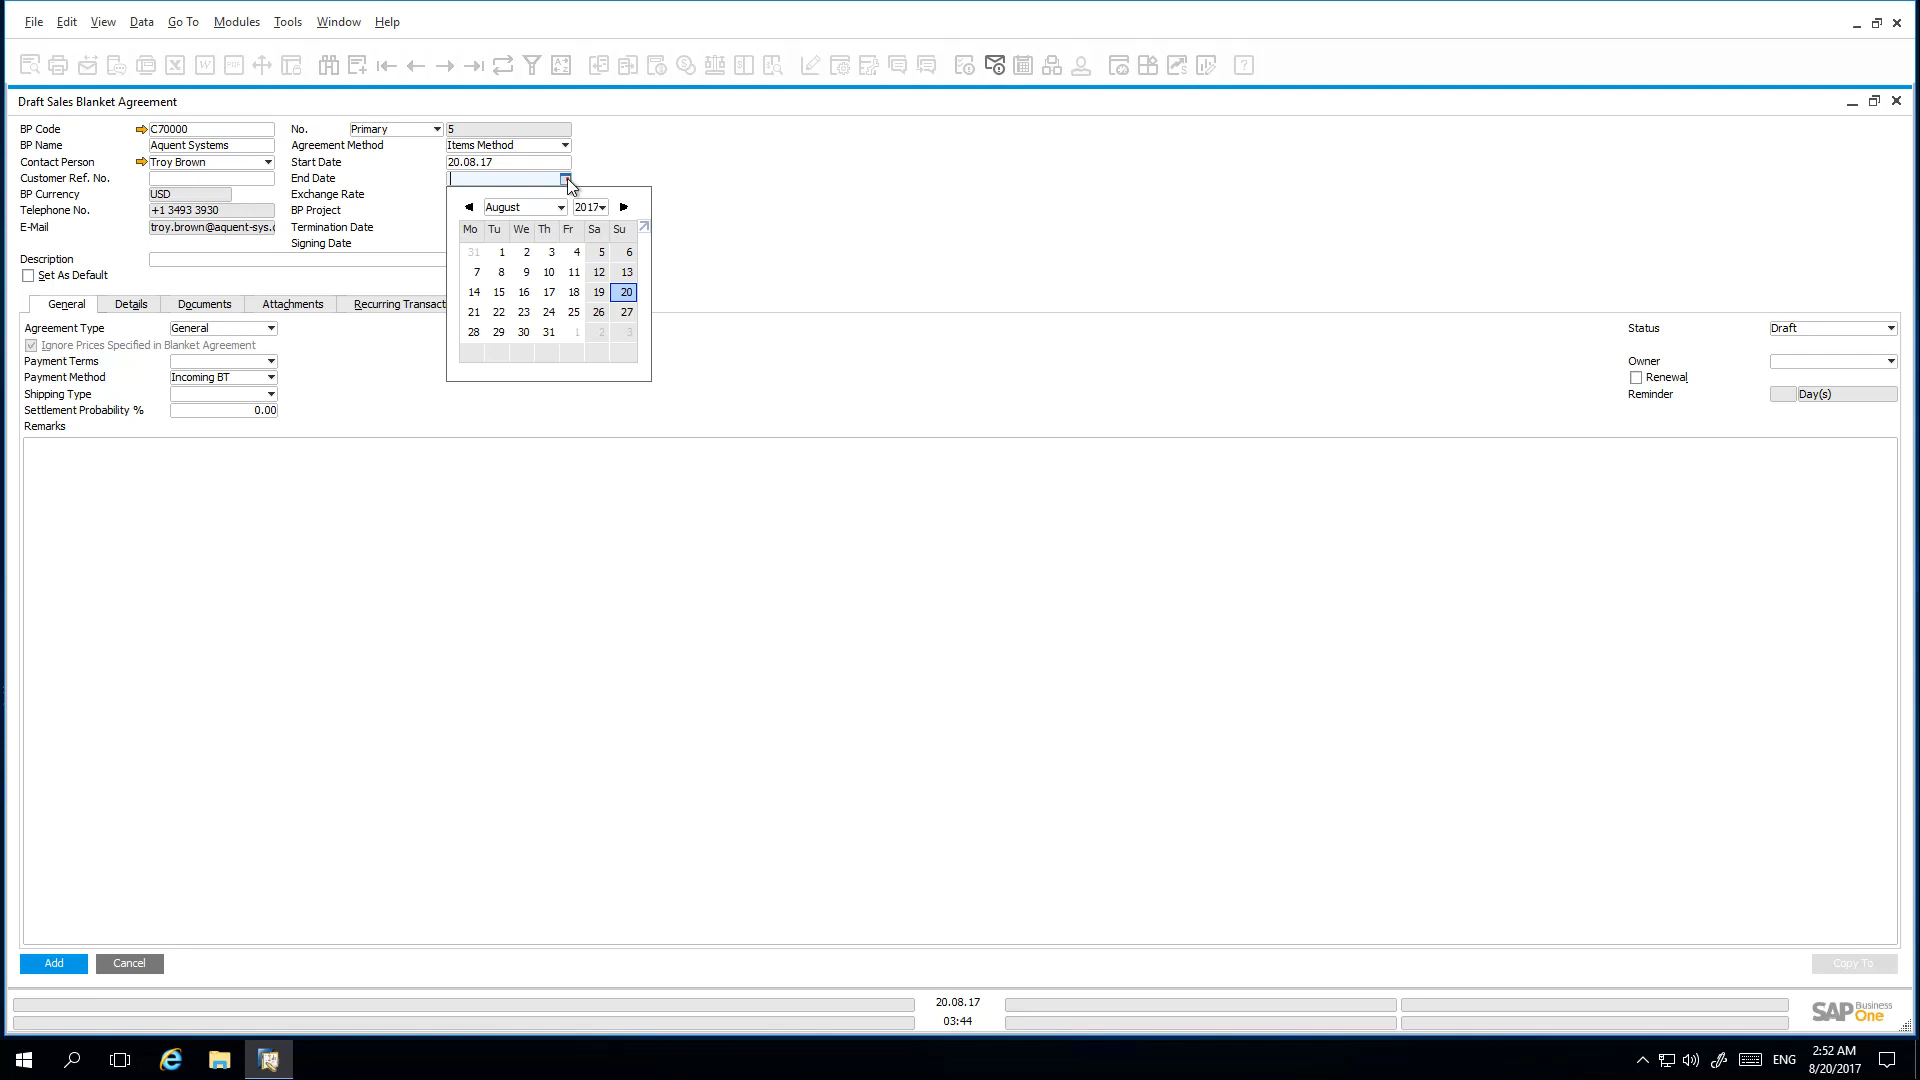 File Edit View Data Go To Modules Tools Window Help
Draft Sales Blanket Agreement
BP Code C70000 No. Primary 5
BP Name Aquent Systems Agreement Method Items Method
Contact Person Troy Brown Start Date 20.08.17
Customer Ref. No. End Date
BP Currency USD Exchange Rate
Telephone No. +1 3493 3930 BP Project
E-Mail troy.brown@aquent-sys.c Termination Date
Signing Date
Description
Set As Default
August 2017
Mo Tu We Th Fr Sa Su
31 1 2 3 4 5 6
7 8 9 10 11 12 13
14 15 16 17 18 19 20
21 22 23 24 25 26 27
28 29 30 31 1 2 3
General Details Documents Attachments Recurring Transacti
Agreement Type General Status Draft
Ignore Prices Specified in Blanket Agreement
Payment Terms Owner
Payment Method Incoming BT Renewal
Shipping Type Reminder Day(s)
Settlement Probability % 0.00
Remarks
Add Cancel Copy To
20.08.17
03:44
SAP Business One
ENG 2:52 AM
8/20/2017